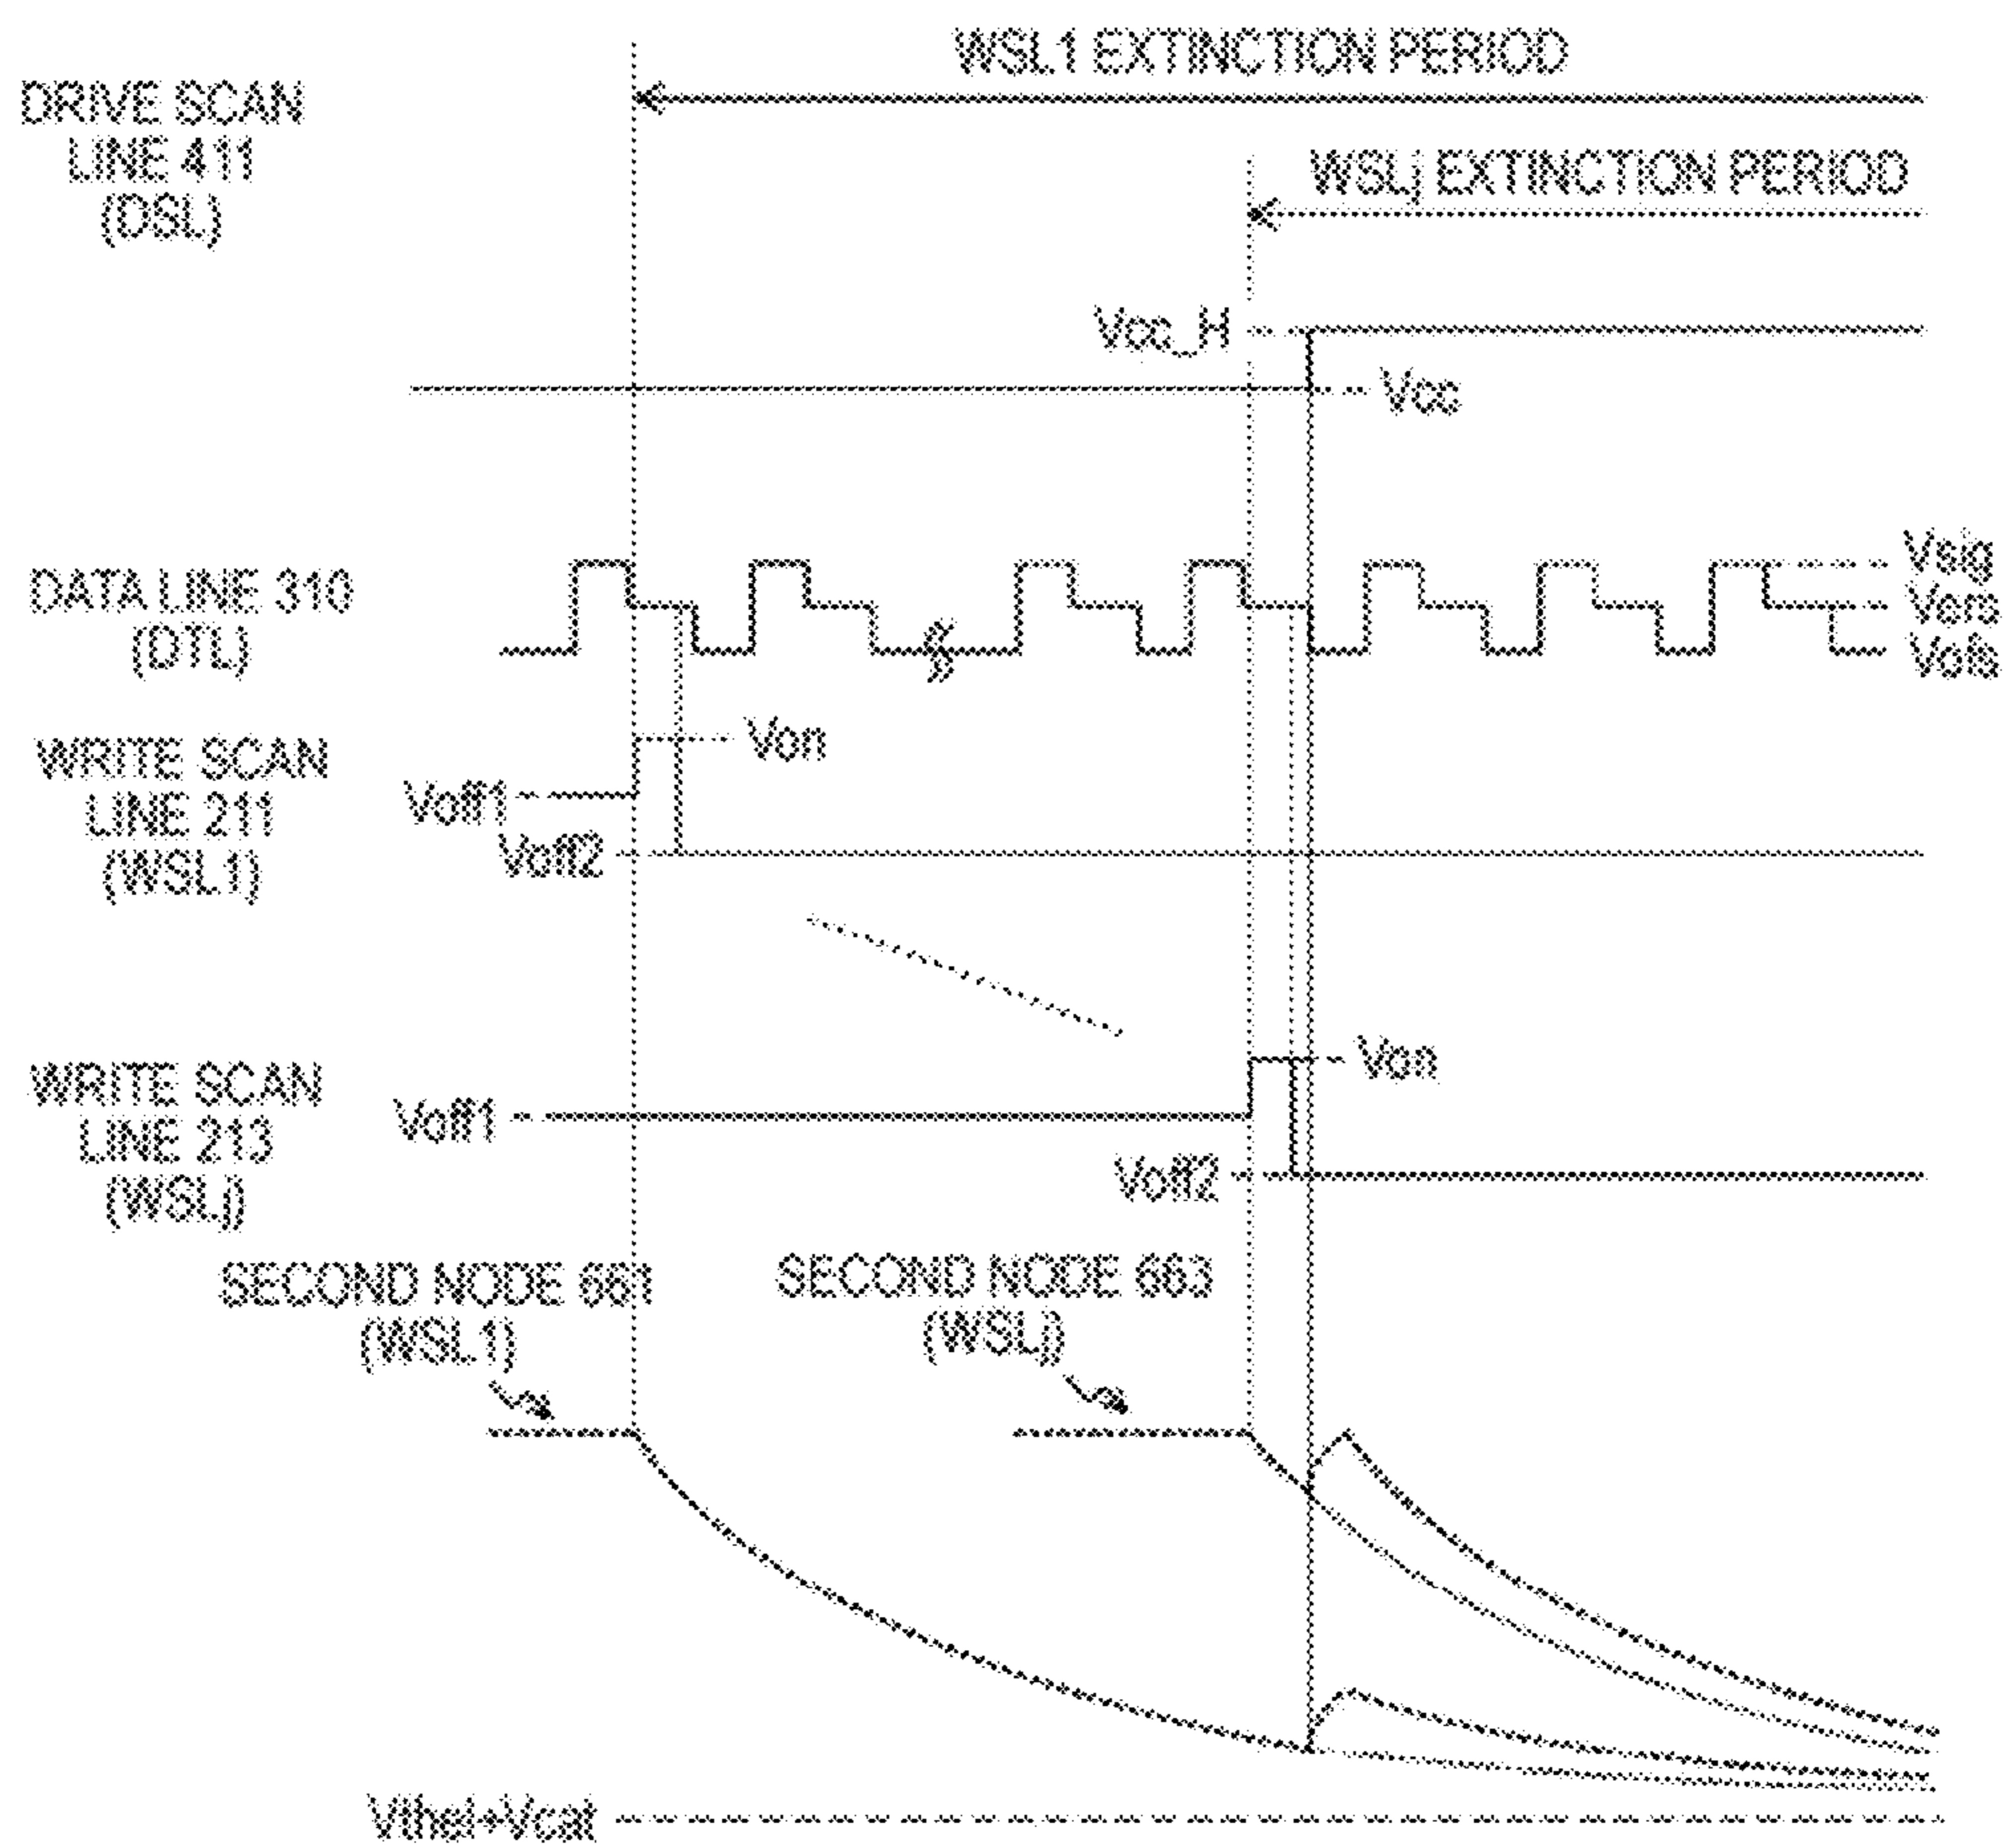 WSL1 EXTINCTION PERIOD
DRIVE SCAN
LINE 411
(DSL)
WSLj EXTINCTION PERIOD
Vcc_H
Vcc
DATA LINE 310
(DTL)
Vsig
Vers
Vofs
WRITE SCAN
LINE 211
(WSL1)
Von
Voff1
Voff2
WRITE SCAN
LINE 213
(WSLj)
Von
Voff1
Voff2
SECOND NODE 661
(WSL1)
SECOND NODE 663
(WSLj)
Vthel+Vcat